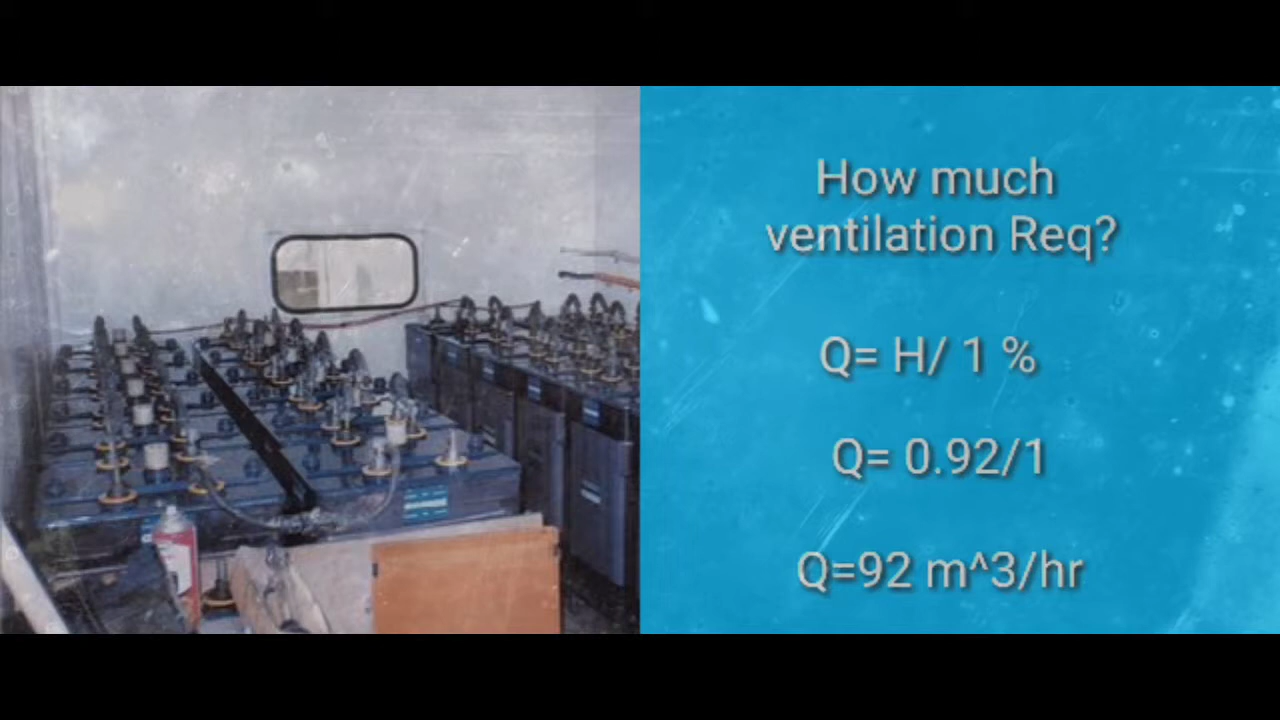 How much
ventilation Req?
Q= H/ 1 %
Q= 0.92/1
Q=92 m^3/hr